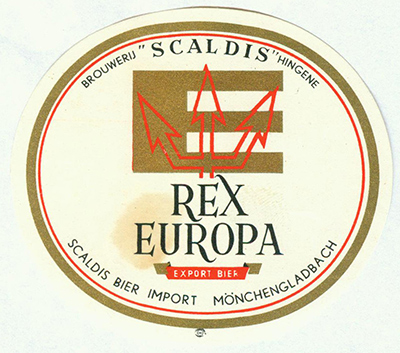 BROUWERIJ "SCALDIS" HINGENE
REX
EUROPA
EXPORT BIER
SCALDIS BIER IMPORT MÖNCHENGLADBACH